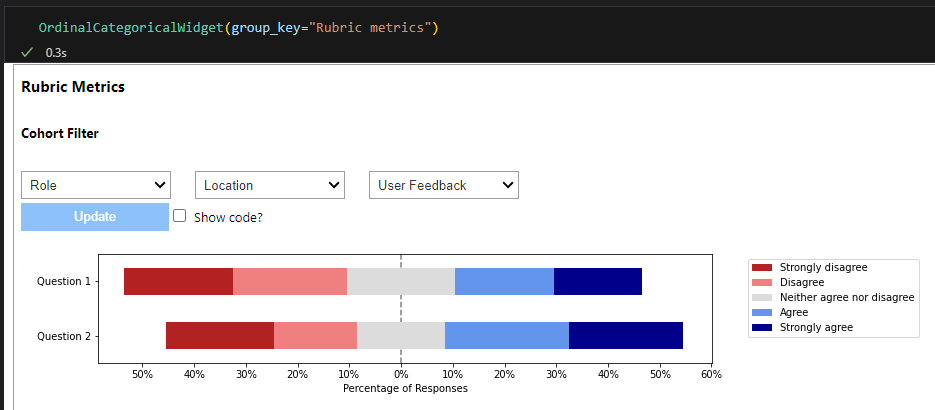 OrdinalCategoricalWidget(group_key="Rubric metrics")
0.3s
Rubric Metrics
Cohort Filter
Role Location User Feedback
Update Show code?
Question 1
Question 2
50% 40% 30% 20% 10% 0% 10% 20% 30% 40% 50% 60%
Percentage of Responses
Strongly disagree
Disagree
Neither agree nor disagree
Agree
Strongly agree